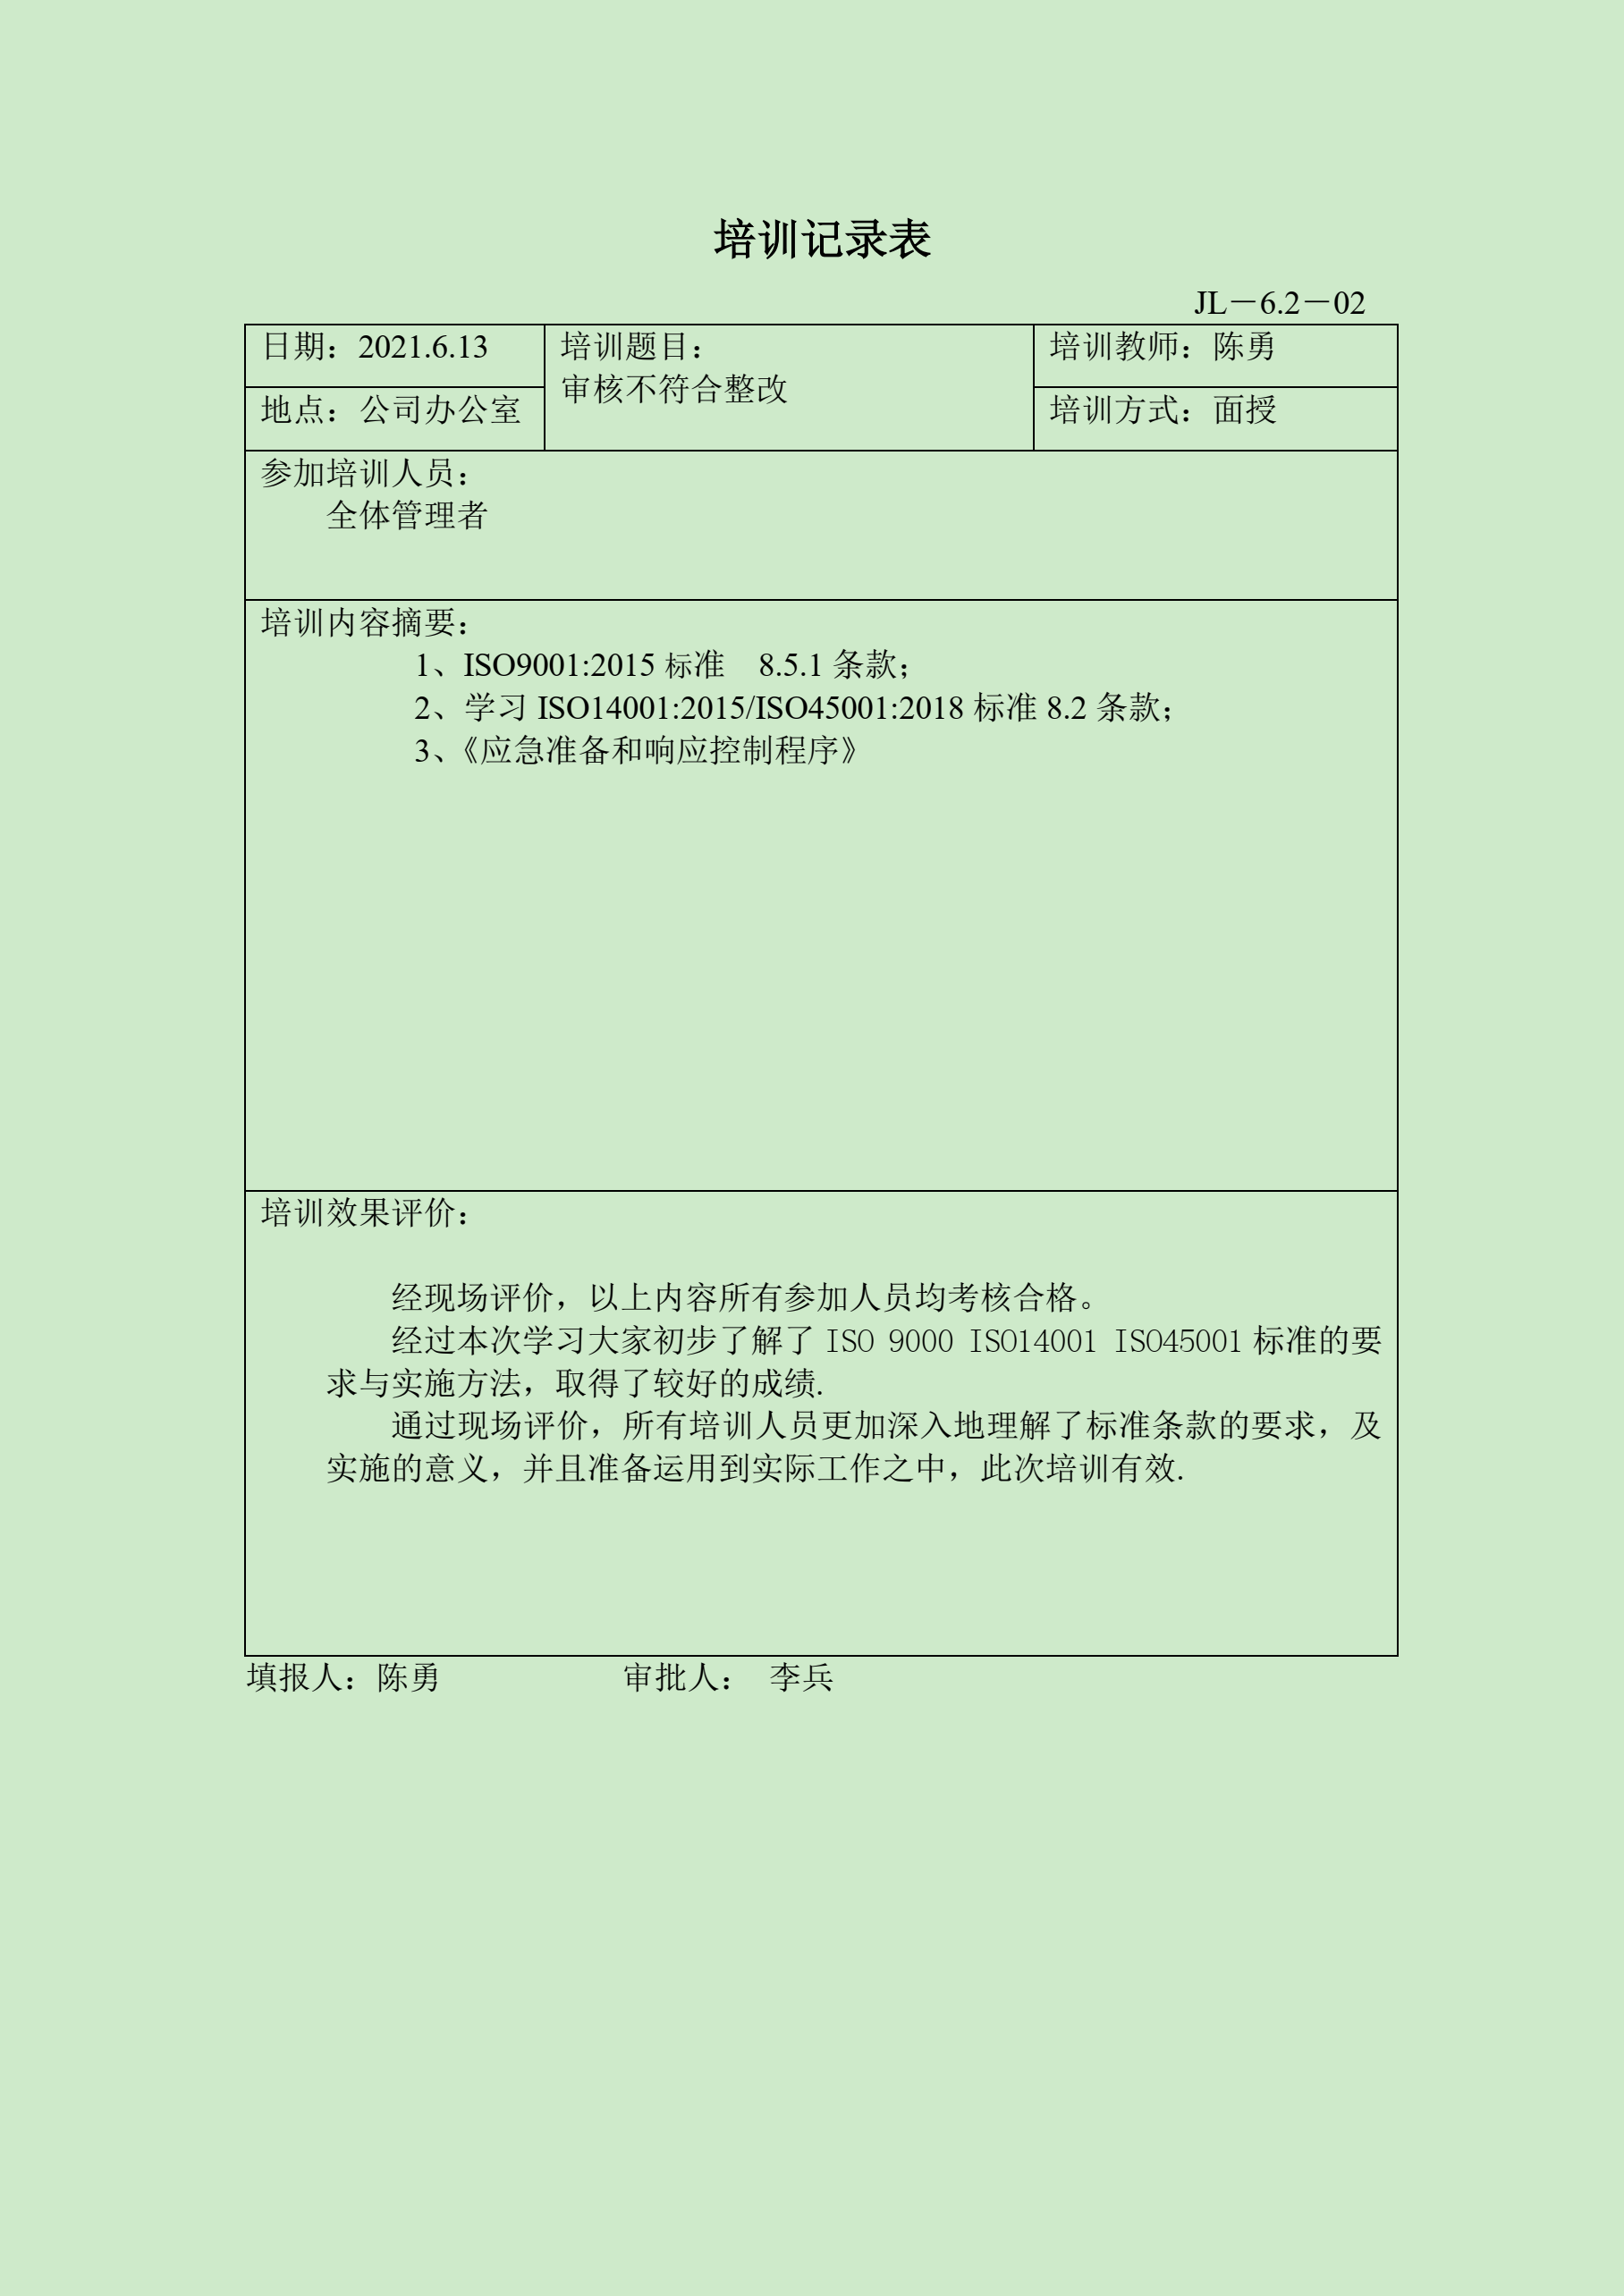 培训记录表
JL－6.2－02
日期：2021.6.13
培训题目：
审核不符合整改
培训教师：陈勇
地点：公司办公室
培训方式：面授
参加培训人员：
全体管理者
培训内容摘要：
1、ISO9001:2015 标准　8.5.1 条款；
2、学习 ISO14001:2015/ISO45001:2018 标准 8.2 条款；
3、《应急准备和响应控制程序》
培训效果评价：
经现场评价，以上内容所有参加人员均考核合格。
经过本次学习大家初步了解了 ISO 9000 ISO14001 ISO45001 标准的要
求与实施方法，取得了较好的成绩.
通过现场评价，所有培训人员更加深入地理解了标准条款的要求，及
实施的意义，并且准备运用到实际工作之中，此次培训有效.
填报人：陈勇　　　　　审批人：　李兵